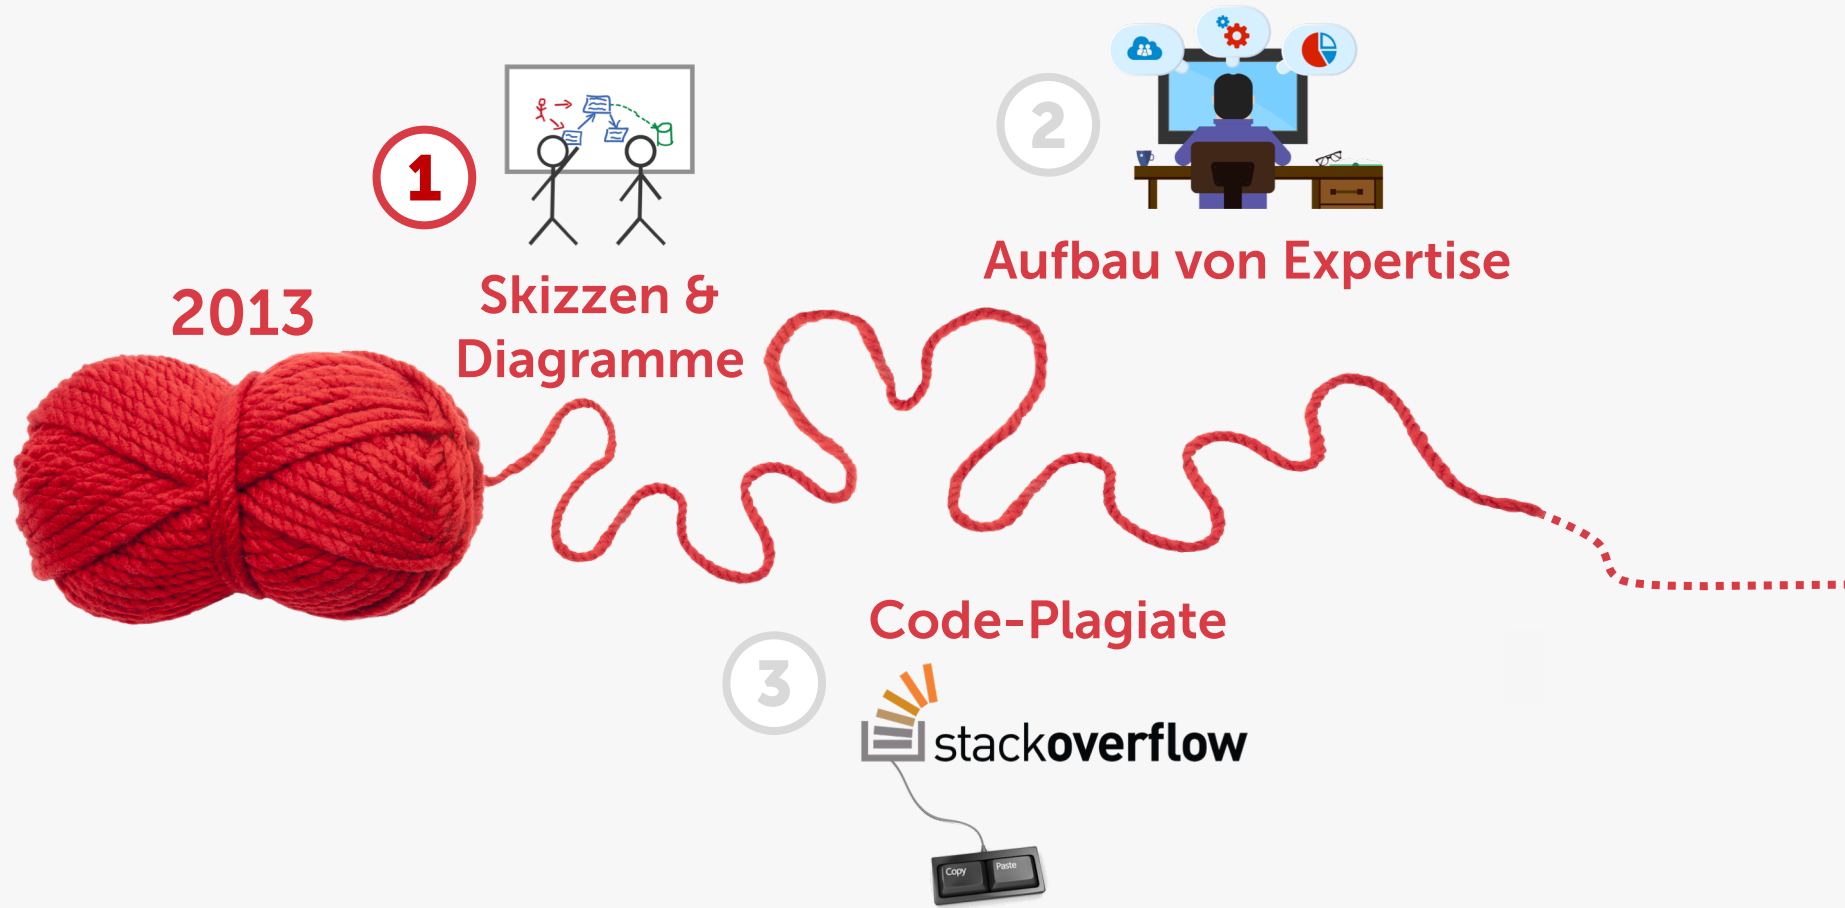 2013
1
Skizzen &
Diagramme
2
Aufbau von Expertise
3
Code-Plagiate
stackoverflow
Copy
Paste